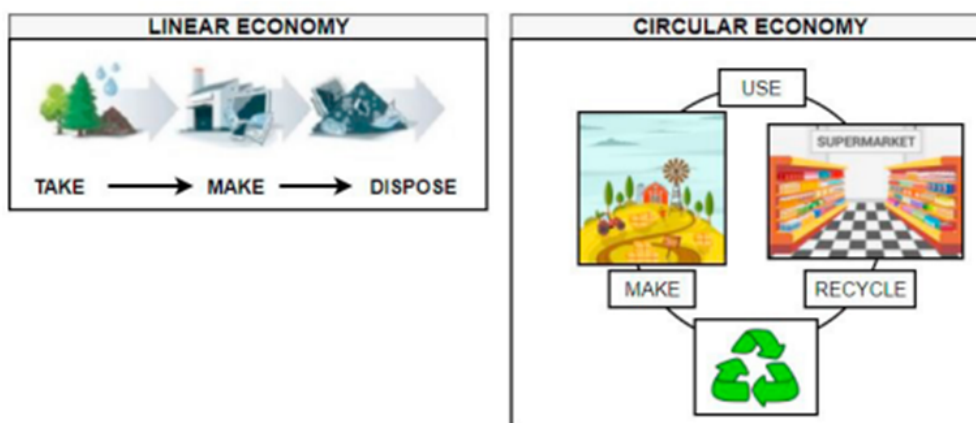 LINEAR ECONOMY
TAKE MAKE DISPOSE
CIRCULAR ECONOMY
USE
SUPERMARKET
MAKE
RECYCLE